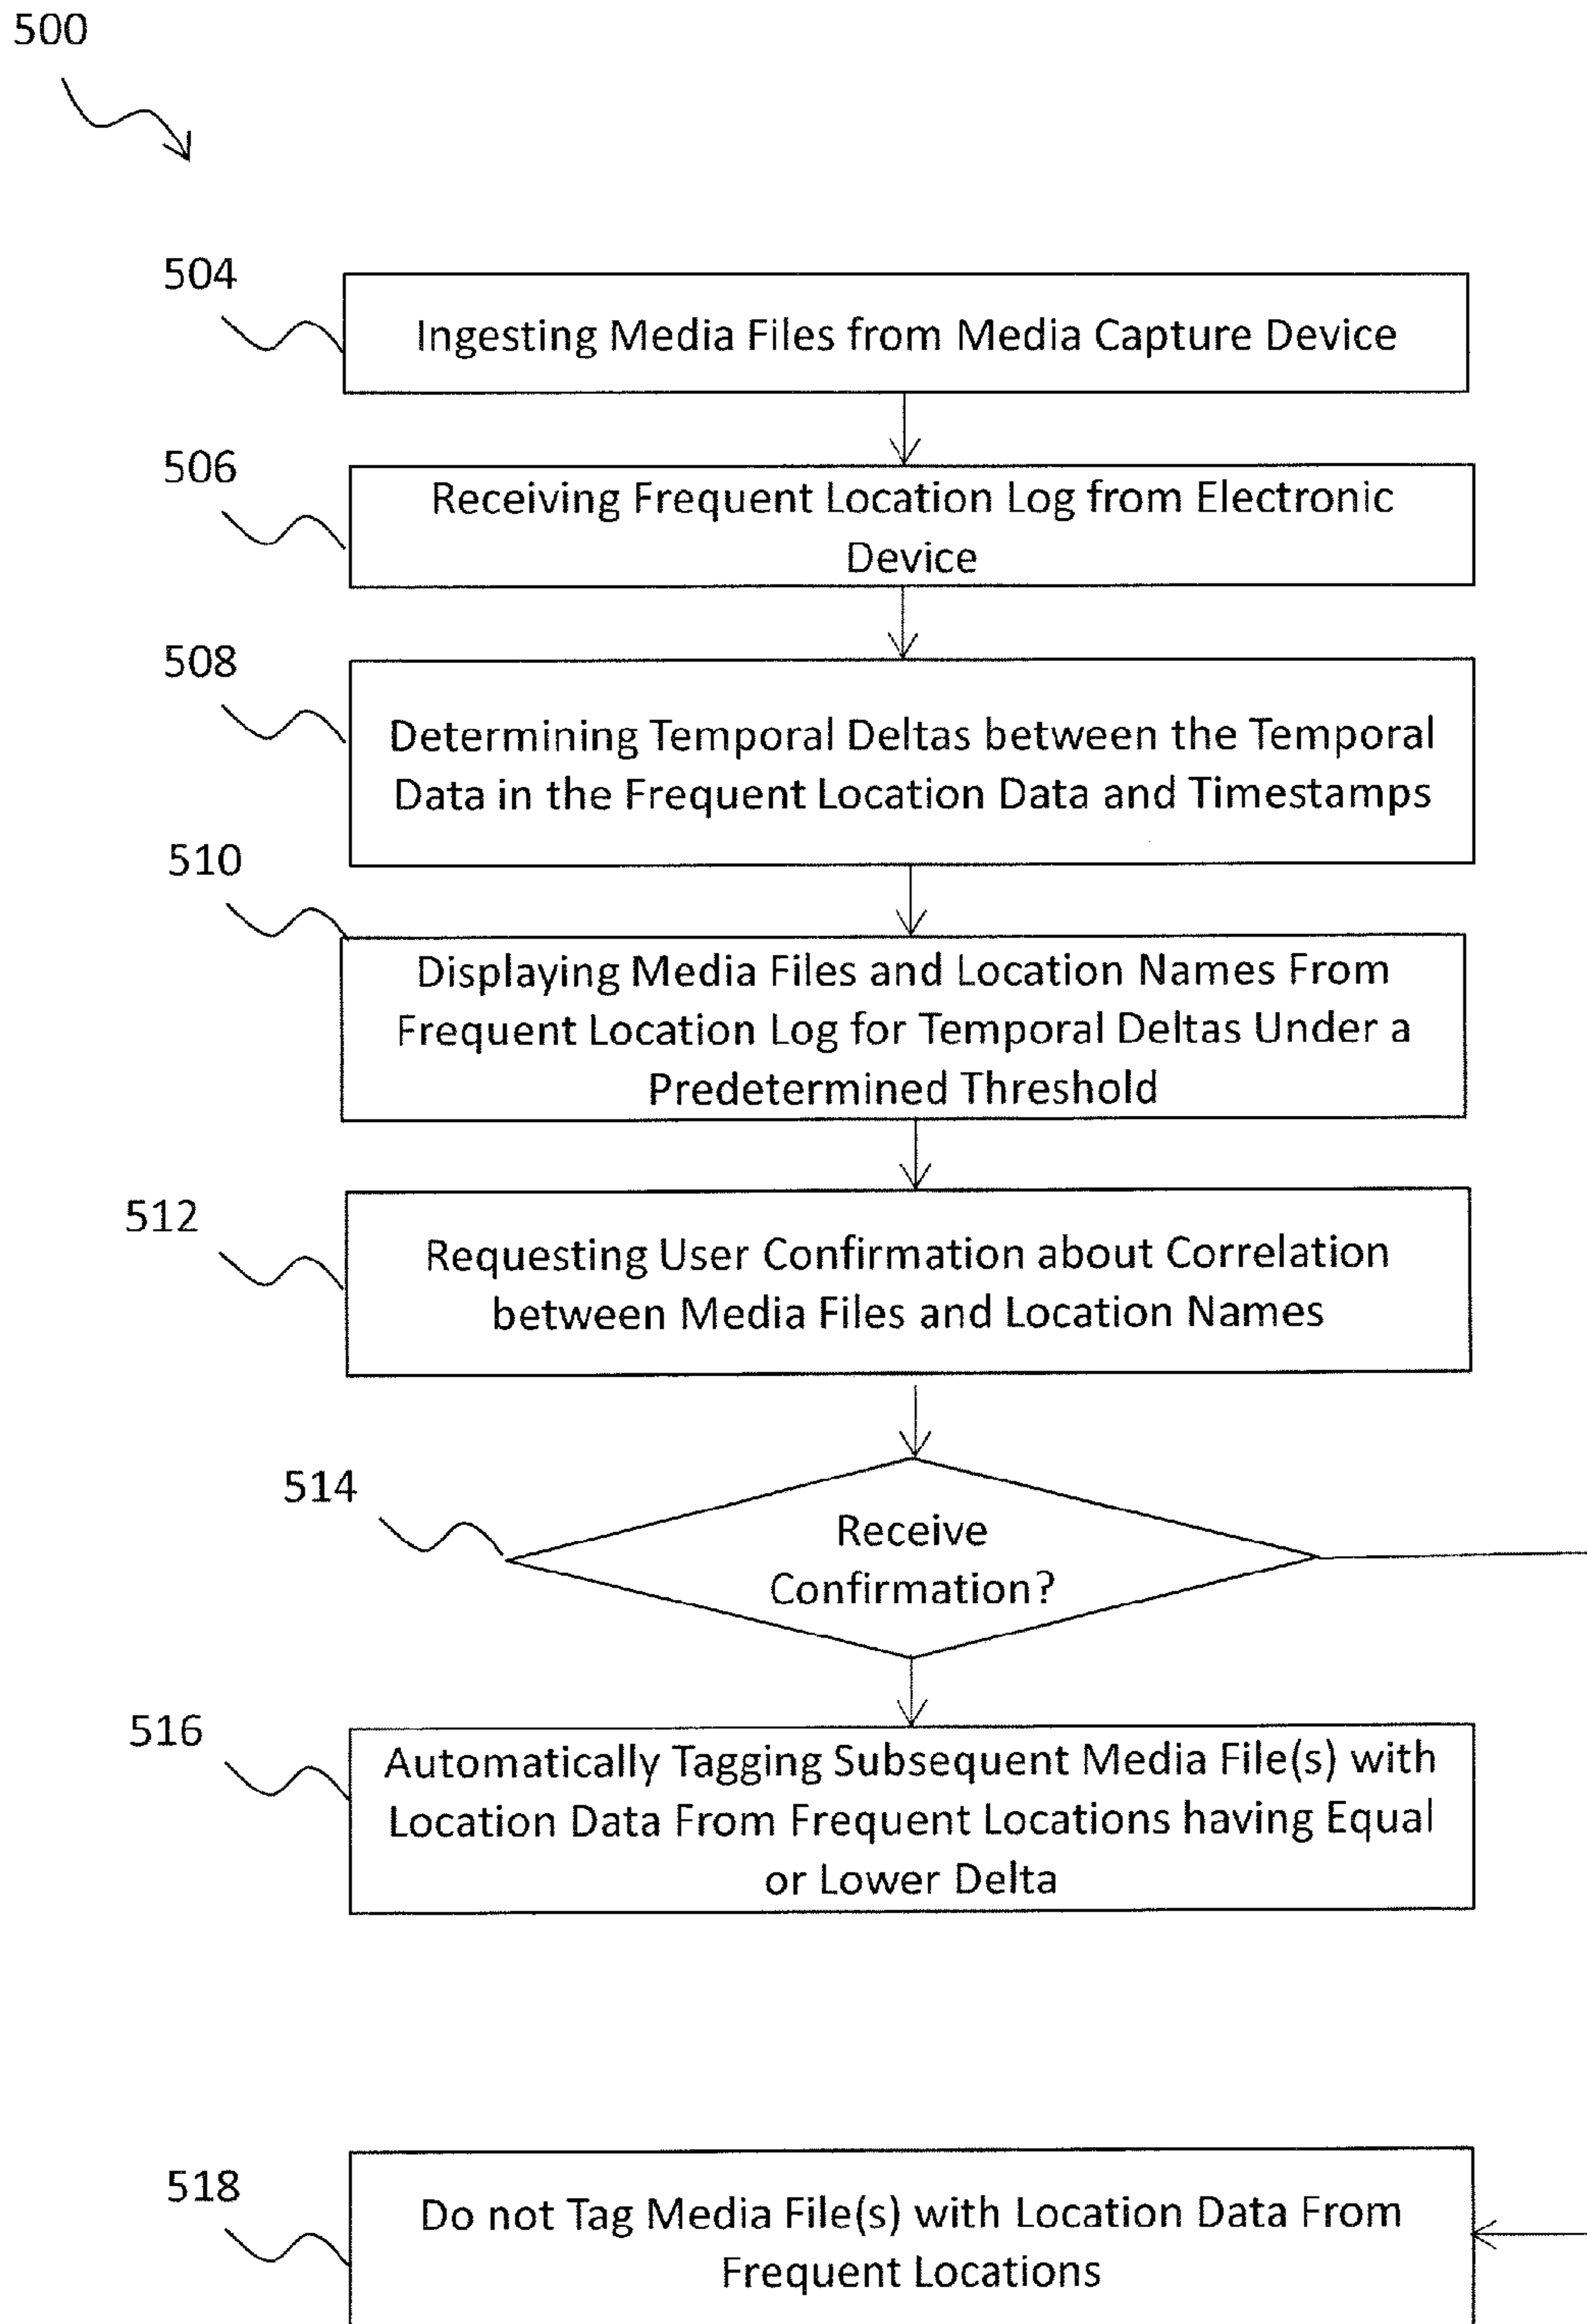 500
504
Ingesting Media Files from Media Capture Device
506
Receiving Frequent Location Log from Electronic
Device
508
Determining Temporal Deltas between the Temporal
Data in the Frequent Location Data and Timestamps
510
Displaying Media Files and Location Names From
Frequent Location Log for Temporal Deltas Under a
Predetermined Threshold
512
Requesting User Confirmation about Correlation
between Media Files and Location Names
514
Receive
Confirmation?
516
Automatically Tagging Subsequent Media File(s) with
Location Data From Frequent Locations having Equal
or Lower Delta
518
Do not Tag Media File(s) with Location Data From
Frequent Locations